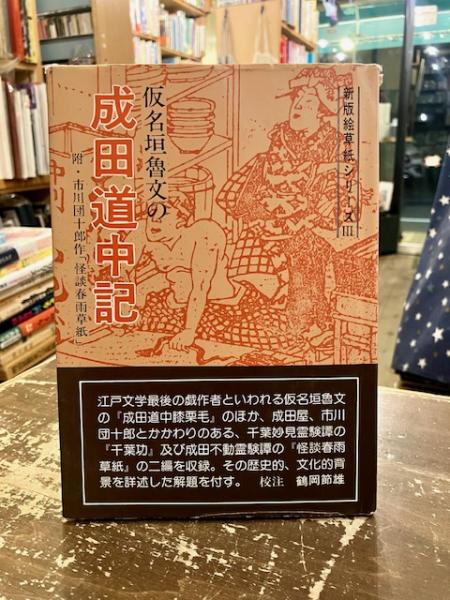 新版絵草紙シリーズIII
仮名垣魯文の
成田道中記
附・市川団十郎作「怪談春雨草紙」
江戸文学最後の戯作者といわれる仮名垣魯文
の『成田道中膝栗毛』のほか、成田屋、市川
団十郎とかかわりのある、千葉妙見霊験譚の
『千葉功』及び成田不動霊験譚の『怪談春雨
草紙』の二編を収録。その歴史的、文化的背
景を詳述した解題を付す。 校注 鶴岡節雄